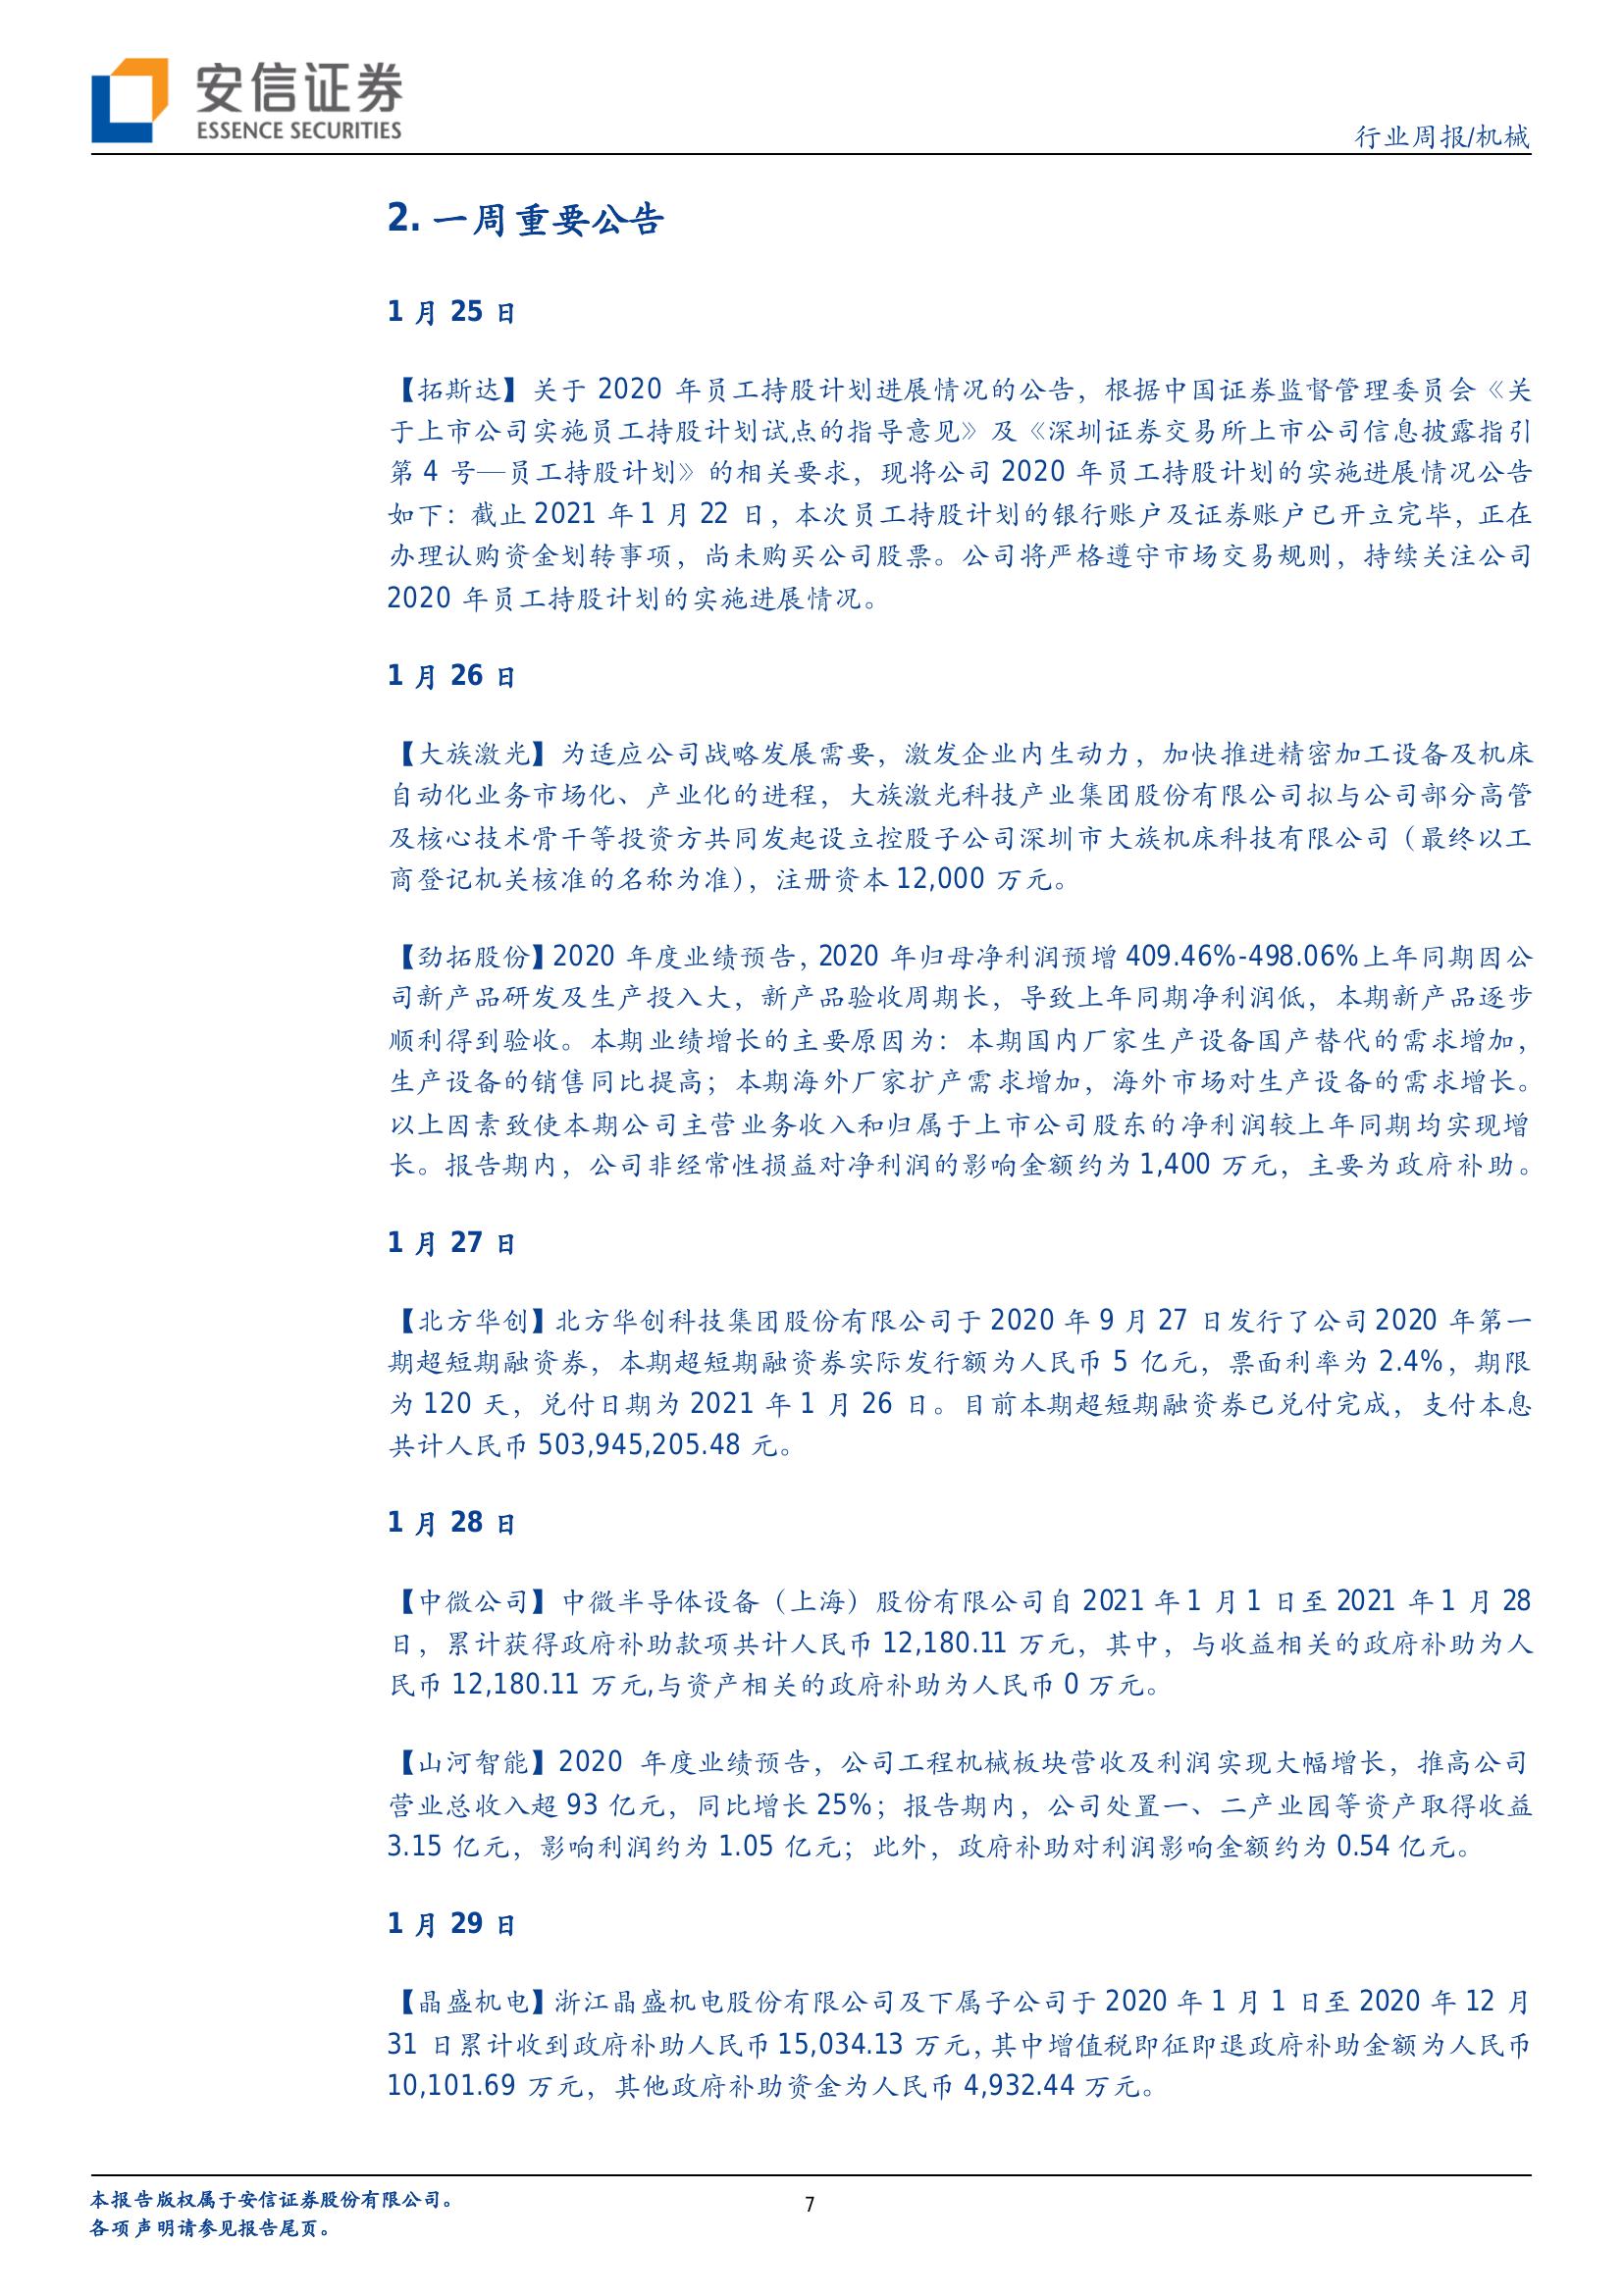 安信证券
ESSENCE SECURITIES
行业周报/机械
2. 一周重要公告
1 月 25 日
【拓斯达】关于 2020 年员工持股计划进展情况的公告，根据中国证券监督管理委员会《关
于上市公司实施员工持股计划试点的指导意见》及《深圳证券交易所上市公司信息披露指引
第 4 号—员工持股计划》的相关要求，现将公司 2020 年员工持股计划的实施进展情况公告
如下：截止 2021 年 1 月 22 日，本次员工持股计划的银行账户及证券账户已开立完毕，正在
办理认购资金划转事项，尚未购买公司股票。公司将严格遵守市场交易规则，持续关注公司
2020 年员工持股计划的实施进展情况。
1 月 26 日
【大族激光】为适应公司战略发展需要，激发企业内生动力，加快推进精密加工设备及机床
自动化业务市场化、产业化的进程，大族激光科技产业集团股份有限公司拟与公司部分高管
及核心技术骨干等投资方共同发起设立控股子公司深圳市大族机床科技有限公司（最终以工
商登记机关核准的名称为准），注册资本 12,000 万元。
【劲拓股份】2020 年度业绩预告，2020 年归母净利润预增 409.46%-498.06%上年同期因公
司新产品研发及生产投入大，新产品验收周期长，导致上年同期净利润低，本期新产品逐步
顺利得到验收。本期业绩增长的主要原因为：本期国内厂家生产设备国产替代的需求增加，
生产设备的销售同比提高；本期海外厂家扩产需求增加，海外市场对生产设备的需求增长。
以上因素致使本期公司主营业务收入和归属于上市公司股东的净利润较上年同期均实现增
长。报告期内，公司非经常性损益对净利润的影响金额约为 1,400 万元，主要为政府补助。
1 月 27 日
【北方华创】北方华创科技集团股份有限公司于 2020 年 9 月 27 日发行了公司 2020 年第一
期超短期融资券，本期超短期融资券实际发行额为人民币 5 亿元，票面利率为 2.4%，期限
为 120 天，兑付日期为 2021 年 1 月 26 日。目前本期超短期融资券已兑付完成，支付本息
共计人民币 503,945,205.48 元。
1 月 28 日
【中微公司】中微半导体设备（上海）股份有限公司自 2021 年 1 月 1 日至 2021 年 1 月 28
日，累计获得政府补助款项共计人民币 12,180.11 万元，其中，与收益相关的政府补助为人
民币 12,180.11 万元,与资产相关的政府补助为人民币 0 万元。
【山河智能】2020 年度业绩预告，公司工程机械板块营收及利润实现大幅增长，推高公司
营业总收入超 93 亿元，同比增长 25%；报告期内，公司处置一、二产业园等资产取得收益
3.15 亿元，影响利润约为 1.05 亿元；此外，政府补助对利润影响金额约为 0.54 亿元。
1 月 29 日
【晶盛机电】浙江晶盛机电股份有限公司及下属子公司于 2020 年 1 月 1 日至 2020 年 12 月
31 日累计收到政府补助人民币 15,034.13 万元，其中增值税即征即退政府补助金额为人民币
10,101.69 万元，其他政府补助资金为人民币 4,932.44 万元。
本报告版权属于安信证券股份有限公司。
各项声明请参见报告尾页。
7